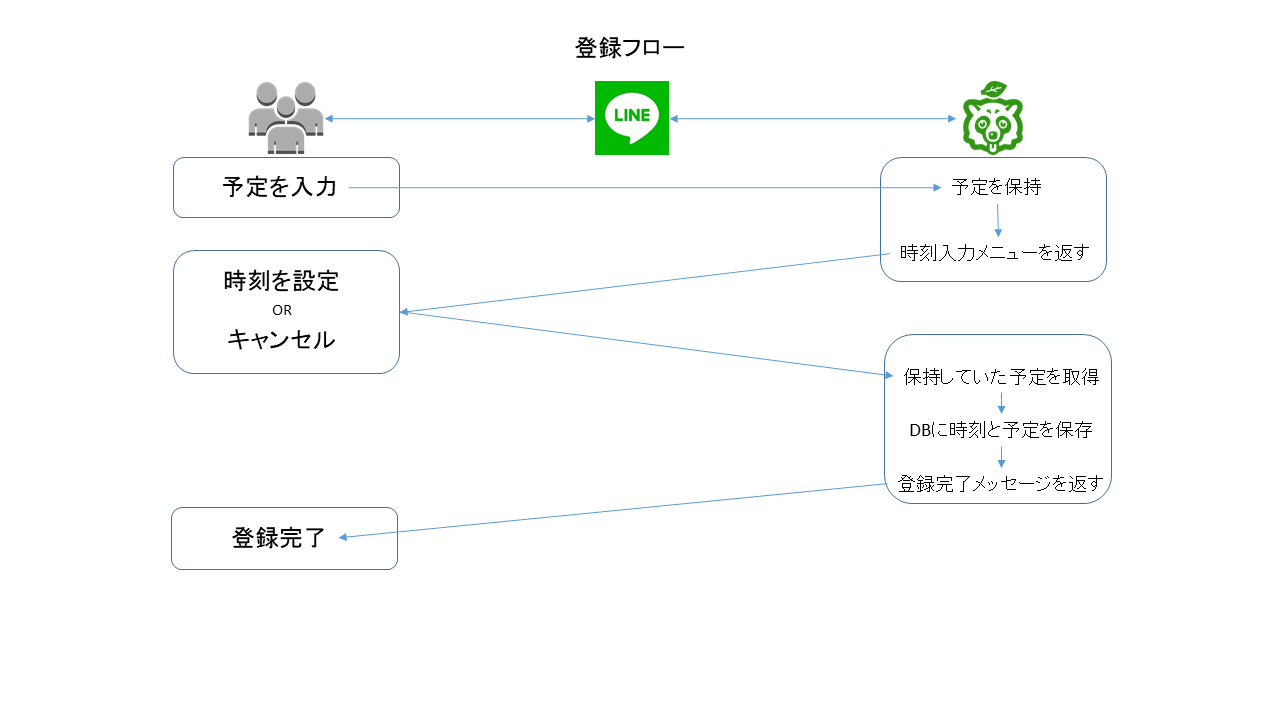 登録フロー
LINE
予定を入力
予定を保持
時刻入力メニューを返す
時刻を設定
OR
キャンセル
保持していた予定を取得
DBに時刻と予定を保存
登録完了メッセージを返す
登録完了